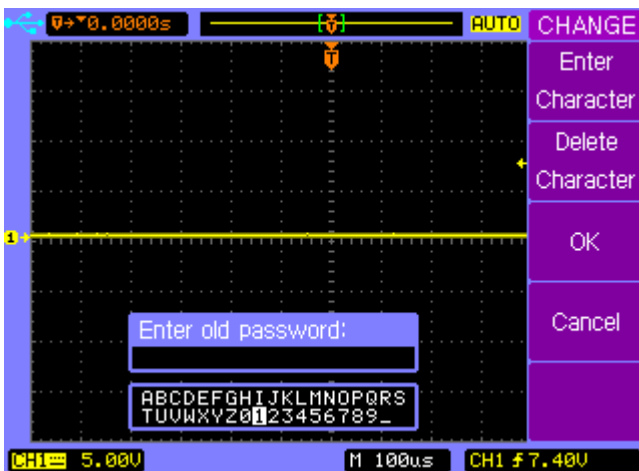 T→▼0.0000s
[T]
AUTO
CHANGE
T
Enter
Character
Delete
Character
1
OK
Cancel
Enter old password:
ABCDEFGHIJKLMNOPQRS
TUVWXYZ0123456789_
CH1 5.00V
M 100us
CH1 7.40V